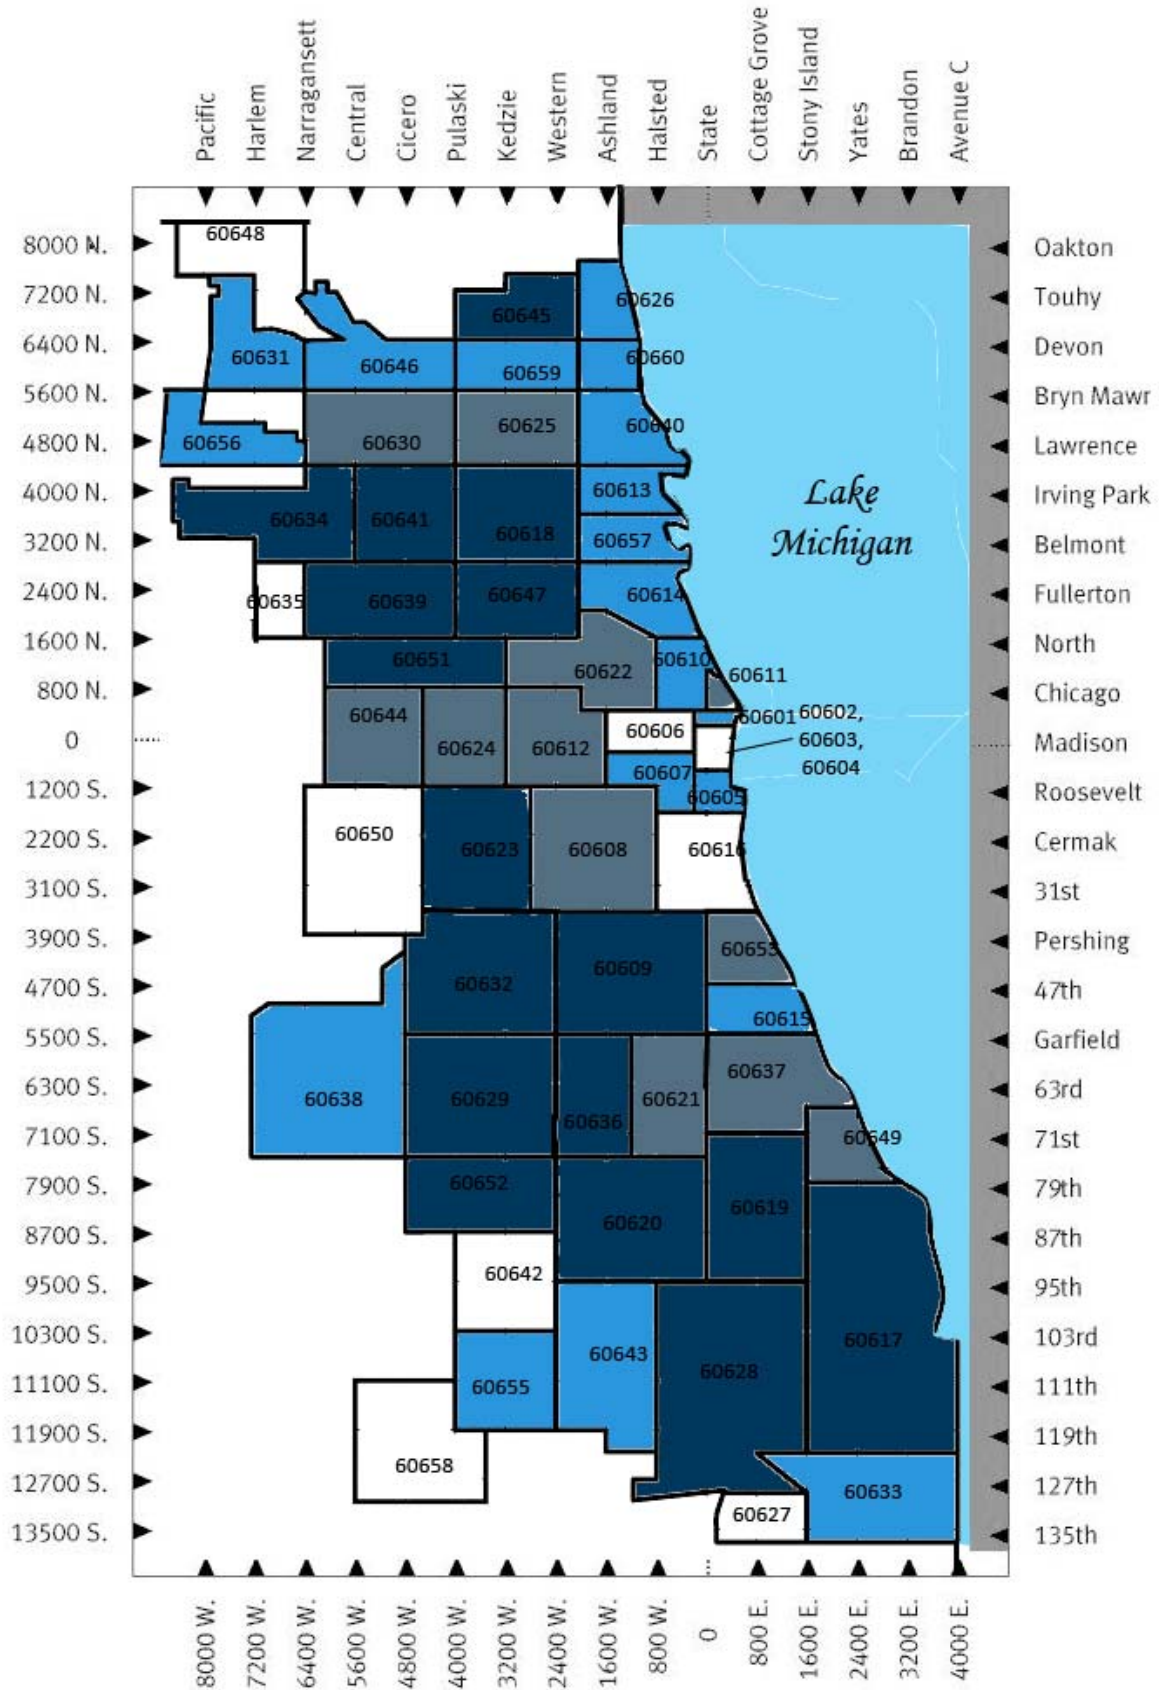 Pacific
Harlem
Narragansett
Central
Cicero
Pulaski
Kedzie
Western
Ashland
Halsted
State
Cottage Grove
Stony Island
Yates
Brandon
Avenue C
8000 N.
7200 N.
6400 N.
5600 N.
4800 N.
4000 N.
3200 N.
2400 N.
1600 N.
800 N.
0
1200 S.
2200 S.
3100 S.
3900 S.
4700 S.
5500 S.
6300 S.
7100 S.
7900 S.
8700 S.
9500 S.
10300 S.
11100 S.
11900 S.
12700 S.
13500 S.
60648
60645
60626
60631
60646
60659
60660
60656
60630
60625
60640
60634
60641
60618
60613
60657
60635
60639
60647
60614
60651
60622
60610
60611
60644
60624
60612
60606
60601
60602,
60603,
60604
60607
60605
60650
60623
60608
60616
60632
60609
60653
60615
60638
60629
60636
60621
60637
60649
60652
60620
60619
60642
60655
60643
60628
60617
60658
60627
60633
Lake
Michigan
Oakton
Touhy
Devon
Bryn Mawr
Lawrence
Irving Park
Belmont
Fullerton
North
Chicago
Madison
Roosevelt
Cermak
31st
Pershing
47th
Garfield
63rd
71st
79th
87th
95th
103rd
111th
119th
127th
135th
8000 W.
7200 W.
6400 W.
5600 W.
4800 W.
4000 W.
3200 W.
2400 W.
1600 W.
800 W.
0
800 E.
1600 E.
2400 E.
3200 E.
4000 E.